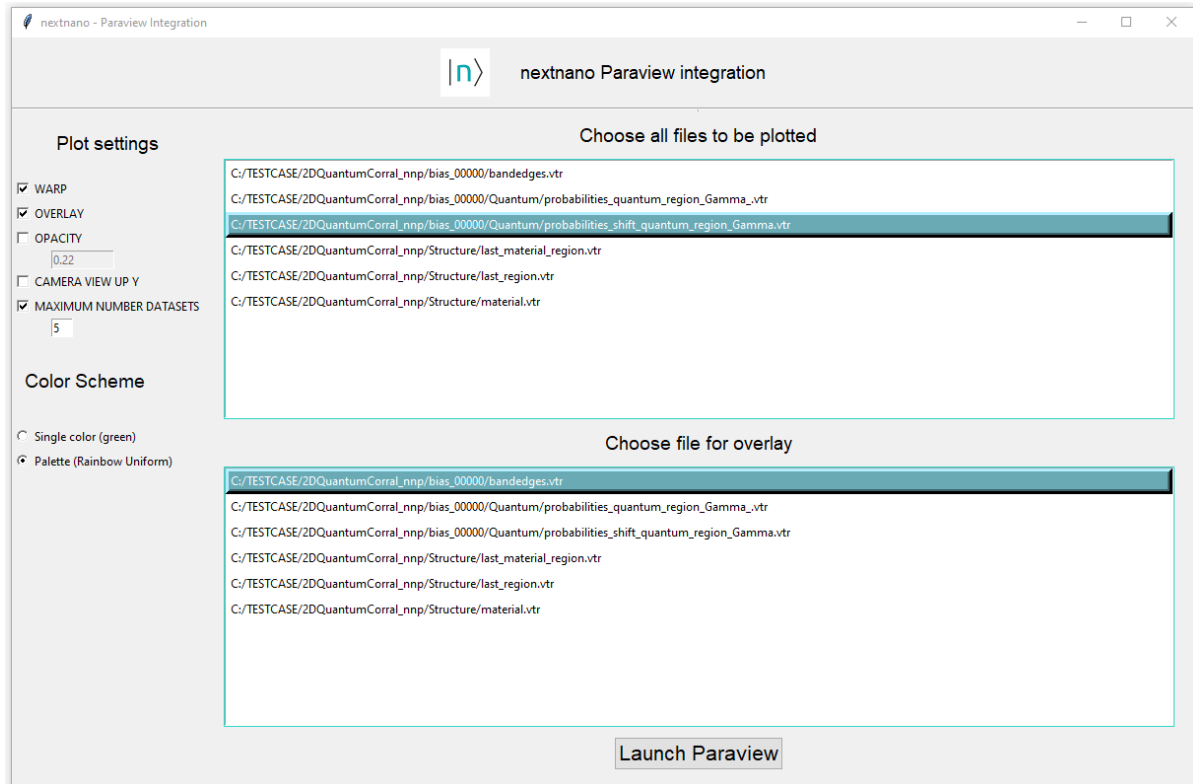 nextnano - Paraview Integration
|n⟩
nextnano Paraview integration
Plot settings
WARP
OVERLAY
OPACITY
0.22
CAMERA VIEW UP Y
MAXIMUM NUMBER DATASETS
5
Color Scheme
Single color (green)
Palette (Rainbow Uniform)
Choose all files to be plotted
C:/TESTCASE/2DQuantumCorral_nnp/bias_00000/bandedges.vtr
C:/TESTCASE/2DQuantumCorral_nnp/bias_00000/Quantum/probabilities_quantum_region_Gamma_.vtr
C:/TESTCASE/2DQuantumCorral_nnp/bias_00000/Quantum/probabilities_shift_quantum_region_Gamma.vtr
C:/TESTCASE/2DQuantumCorral_nnp/Structure/last_material_region.vtr
C:/TESTCASE/2DQuantumCorral_nnp/Structure/last_region.vtr
C:/TESTCASE/2DQuantumCorral_nnp/Structure/material.vtr
Choose file for overlay
C:/TESTCASE/2DQuantumCorral_nnp/bias_00000/bandedges.vtr
C:/TESTCASE/2DQuantumCorral_nnp/bias_00000/Quantum/probabilities_quantum_region_Gamma_.vtr
C:/TESTCASE/2DQuantumCorral_nnp/bias_00000/Quantum/probabilities_shift_quantum_region_Gamma.vtr
C:/TESTCASE/2DQuantumCorral_nnp/Structure/last_material_region.vtr
C:/TESTCASE/2DQuantumCorral_nnp/Structure/last_region.vtr
C:/TESTCASE/2DQuantumCorral_nnp/Structure/material.vtr
Launch Paraview